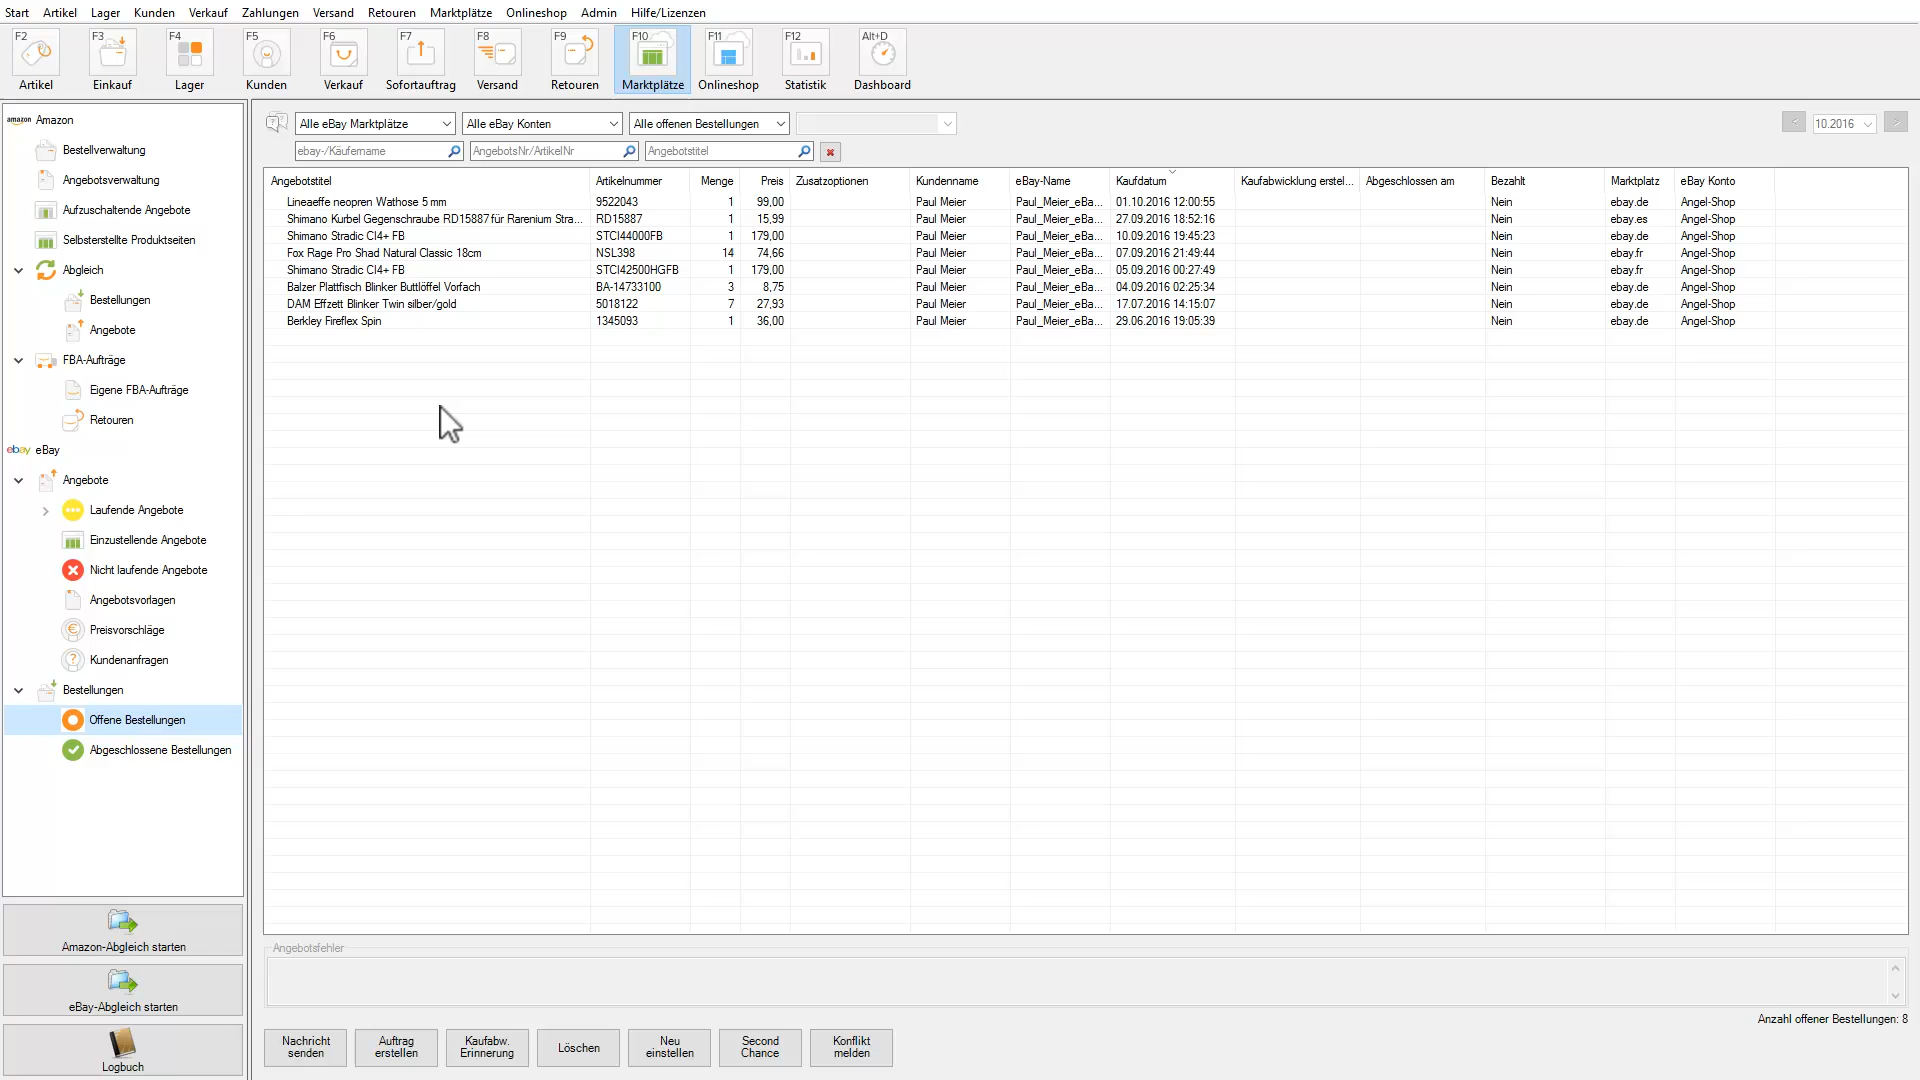 Start Artikel Lager Kunden Verkauf Zahlungen Versand Retouren Marktplätze Onlineshop Admin Hilfe/Lizenzen
F2 F3 F4 F5 F6 F7 F8 F9 F10 F11 F12 Alt+D
Artikel Einkauf Lager Kunden Verkauf Sofortauftrag Versand Retouren Marktplätze Onlineshop Statistik Dashboard
amazon Amazon
Bestellverwaltung
Angebotsverwaltung
Aufzuschaltende Angebote
Selbsterstellte Produktseiten
Abgleich
Bestellungen
Angebote
FBA-Aufträge
Eigene FBA-Aufträge
Retouren
ebay eBay
Angebote
Laufende Angebote
Einzustellende Angebote
Nicht laufende Angebote
Angebotsvorlagen
Preisvorschläge
Kundenanfragen
Bestellungen
Offene Bestellungen
Abgeschlossene Bestellungen
Amazon-Abgleich starten
eBay-Abgleich starten
Logbuch
Alle eBay Marktplätze Alle eBay Konten Alle offenen Bestellungen < 10.2016 >
ebay-/Käufername AngebotsNr/ArtikelNr Angebotstitel
Angebotstitel Artikelnummer Menge Preis Zusatzoptionen Kundenname eBay-Name Kaufdatum Kaufabwicklung erstel... Abgeschlossen am Bezahlt Marktplatz eBay Konto
Lineaeffe neopren Wathose 5 mm 9522043 1 99,00 Paul Meier Paul_Meier_eBa... 01.10.2016 12:00:55 Nein ebay.de Angel-Shop
Shimano Kurbel Gegenschraube RD15887 für Rarenium Stra... RD15887 1 15,99 Paul Meier Paul_Meier_eBa... 27.09.2016 18:52:16 Nein ebay.es Angel-Shop
Shimano Stradic CI4+ FB STCI44000FB 1 179,00 Paul Meier Paul_Meier_eBa... 10.09.2016 19:45:23 Nein ebay.de Angel-Shop
Fox Rage Pro Shad Natural Classic 18cm NSL398 14 74,66 Paul Meier Paul_Meier_eBa... 07.09.2016 21:49:44 Nein ebay.fr Angel-Shop
Shimano Stradic CI4+ FB STCI42500HGFB 1 179,00 Paul Meier Paul_Meier_eBa... 05.09.2016 00:27:49 Nein ebay.fr Angel-Shop
Balzer Plattfisch Blinker Buttlöffel Vorfach BA-14733100 3 8,75 Paul Meier Paul_Meier_eBa... 04.09.2016 02:25:34 Nein ebay.de Angel-Shop
DAM Effzett Blinker Twin silber/gold 5018122 7 27,93 Paul Meier Paul_Meier_eBa... 17.07.2016 14:15:07 Nein ebay.de Angel-Shop
Berkley Fireflex Spin 1345093 1 36,00 Paul Meier Paul_Meier_eBa... 29.06.2016 19:05:39 Nein ebay.de Angel-Shop
Angebotsfehler
Anzahl offener Bestellungen: 8
Nachricht senden
Auftrag erstellen
Kaufabw. Erinnerung
Löschen
Neu einstellen
Second Chance
Konflikt melden